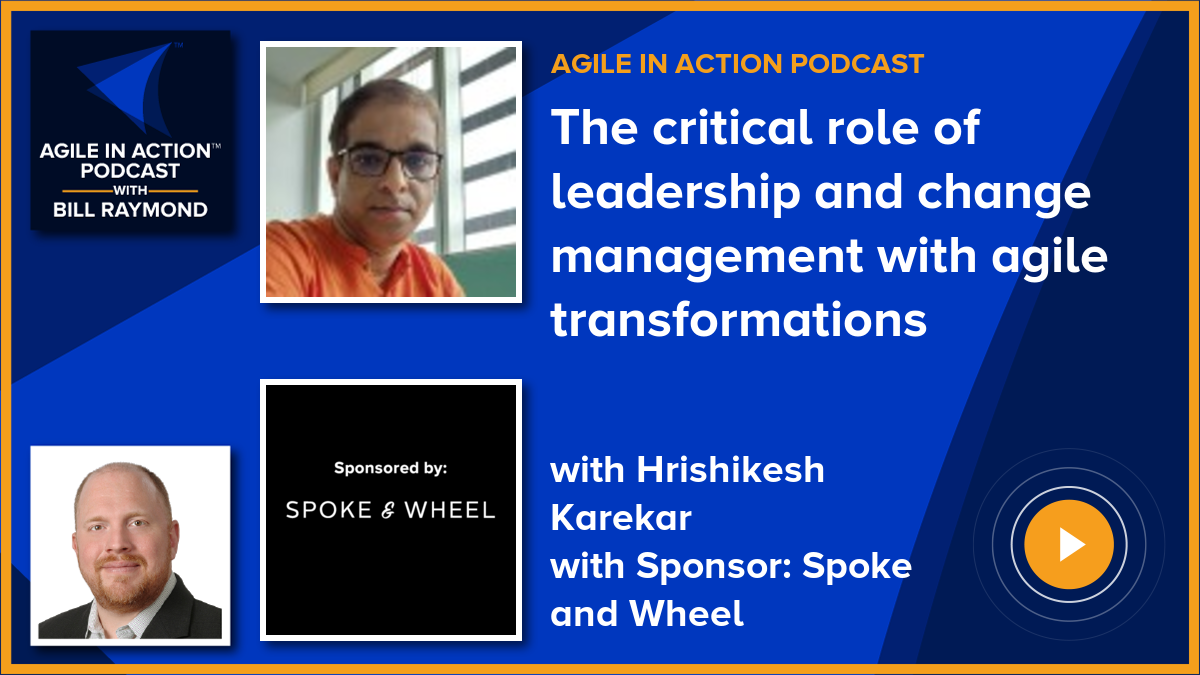 AGILE IN ACTION™
PODCAST
WITH
BILL RAYMOND
AGILE IN ACTION PODCAST
The critical role of
leadership and change
management with agile
transformations
Sponsored by:
SPOKE & WHEEL
with Hrishikesh
Karekar
with Sponsor: Spoke
and Wheel
TM